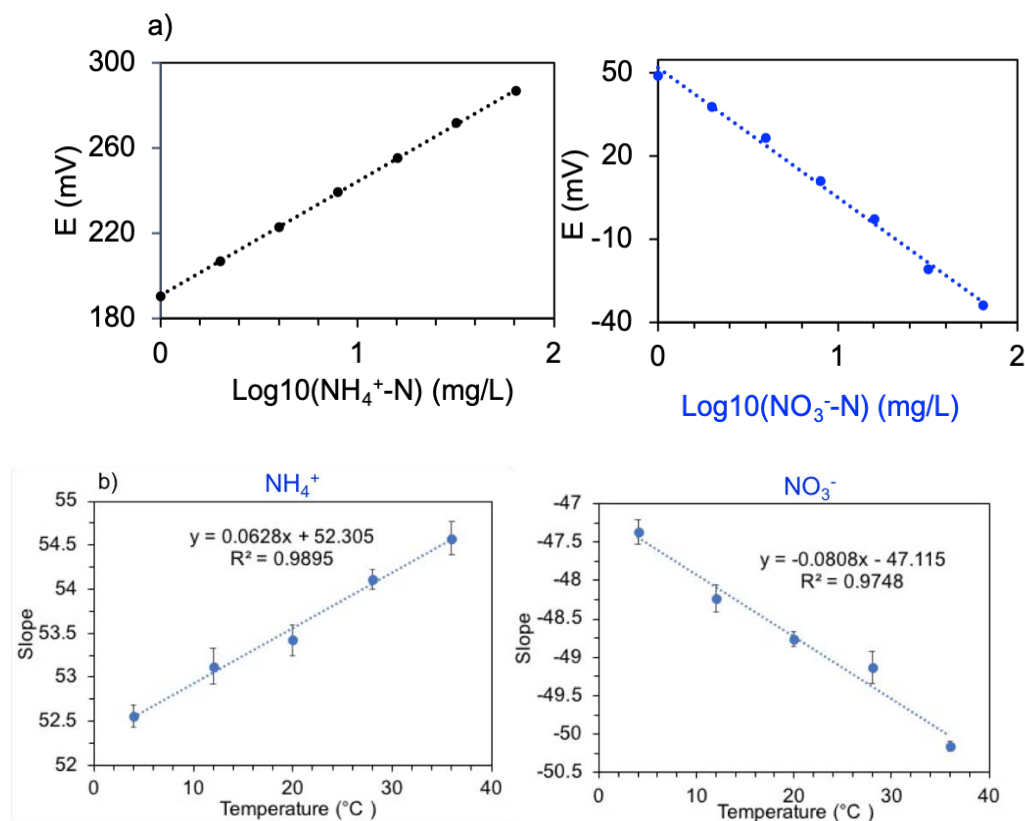 a)
300
260
220
180
E (mV)
0
1
2
Log10(NH₄⁺-N) (mg/L)
50
20
-10
-40
E (mV)
0
1
2
Log10(NO₃⁻-N) (mg/L)
b)
NH₄⁺
y = 0.0628x + 52.305
R² = 0.9895
55
54.5
54
53.5
53
52.5
52
Slope
0
10
20
30
40
Temperature (°C )
NO₃⁻
y = -0.0808x - 47.115
R² = 0.9748
-47
-47.5
-48
-48.5
-49
-49.5
-50
-50.5
Slope
0
10
20
30
40
Temperature (°C )